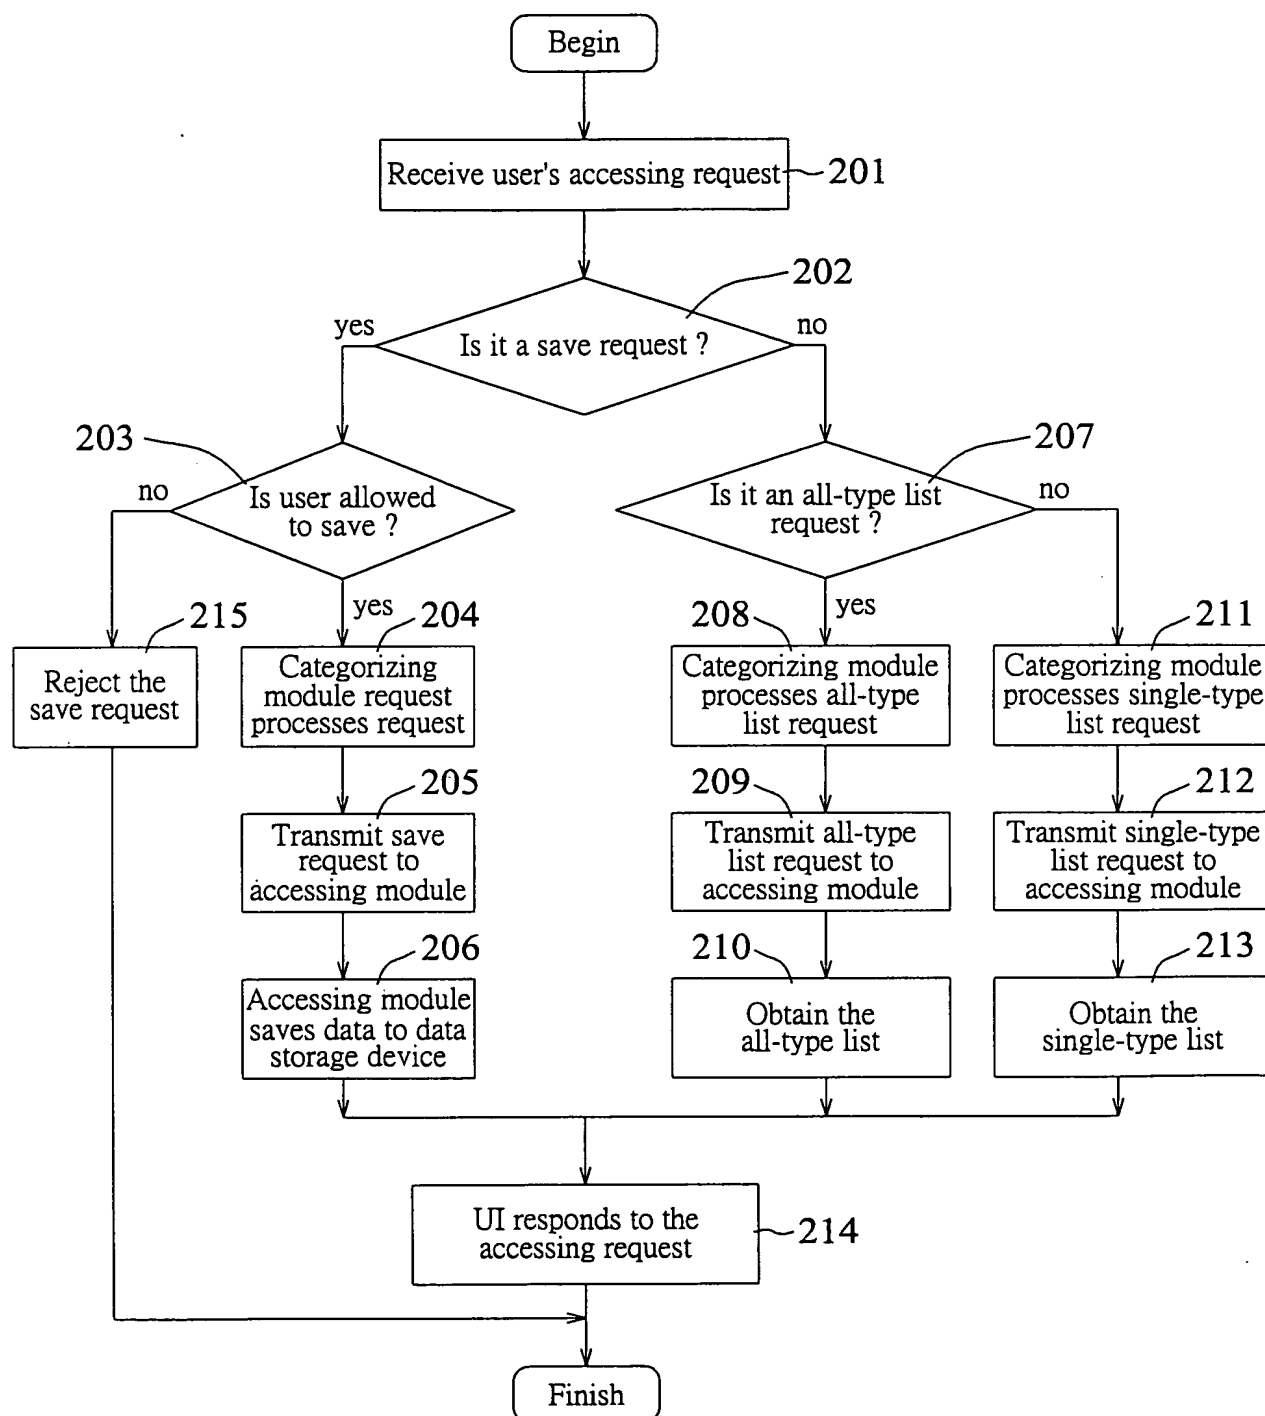 Begin
Receive user's accessing request
201
202
yes
Is it a save request ?
no
203
207
no
Is user allowed
to save ?
Is it an all-type list
request ?
no
215
yes
204
208
yes
211
Reject the
save request
Categorizing
module request
processes request
Categorizing module
processes all-type
list request
Categorizing module
processes single-type
list request
205
209
212
Transmit save
request to
accessing module
Transmit all-type
list request to
accessing module
Transmit single-type
list request to
accessing module
206
210
213
Accessing module
saves data to data
storage device
Obtain the
all-type list
Obtain the
single-type list
UI responds to the
accessing request
214
Finish